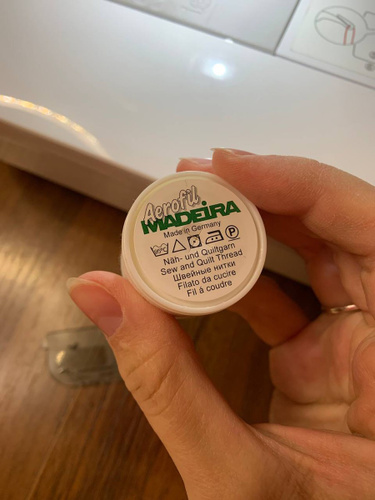 Aerofil
MADEIRA
Made in Germany
Näh- und Quiltgarn
Sew and Quilt Thread
Швейные нитки
Filato da cucire
Fil à coudre